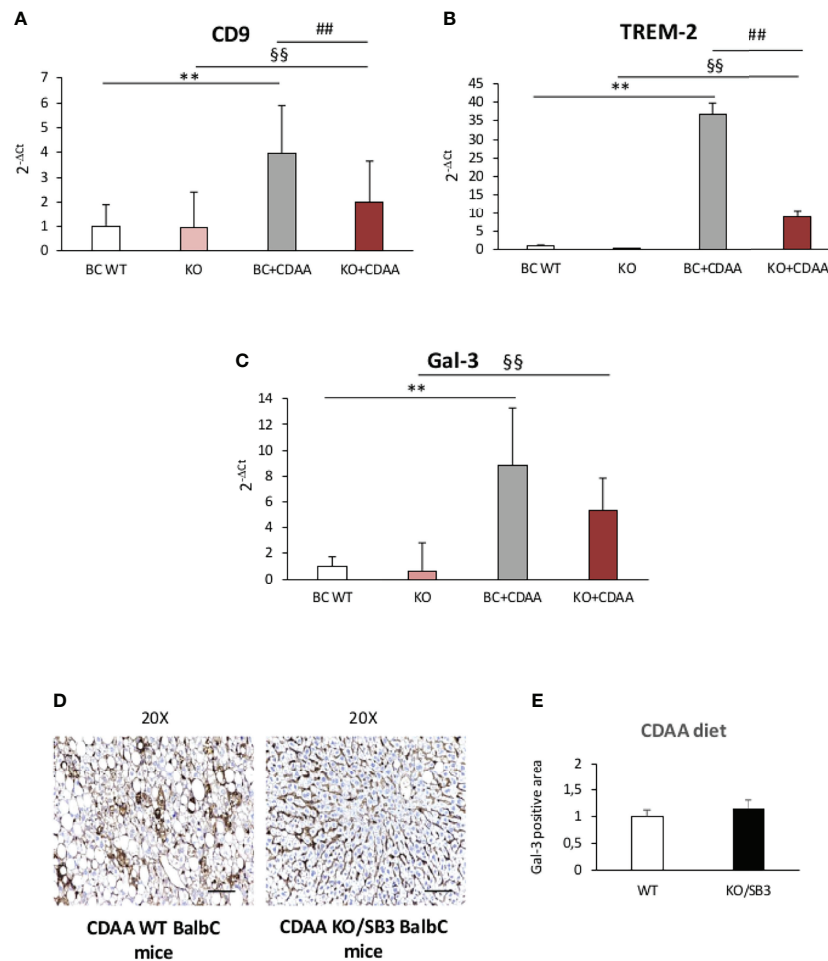 A
CD9
##
§§
**
7
6
5
4
3
2
1
0
2-ΔCt
BC WT
KO
BC+CDAA
KO+CDAA
B
TREM-2
##
§§
**
45
40
35
30
25
20
15
10
5
0
2-ΔCt
BC WT
KO
BC+CDAA
KO+CDAA
C
Gal-3
§§
**
14
12
10
8
6
4
2
0
2-ΔCt
BC WT
KO
BC+CDAA
KO+CDAA
D
20X
20X
CDAA WT BalbC
mice
CDAA KO/SB3 BalbC
mice
E
CDAA diet
2
1,5
1
0,5
0
Gal-3 positive area
WT
KO/SB3